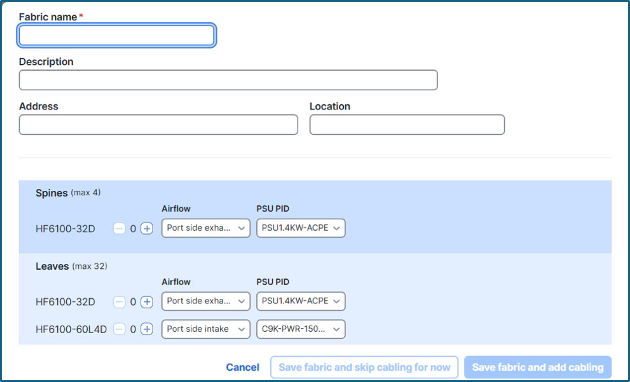 Fabric name *
Description
Address Location
Spines (max 4)
Airflow PSU PID
HF6100-32D − 0 + Port side exha... PSU1.4KW-ACPE
Leaves (max 32)
Airflow PSU PID
HF6100-32D − 0 + Port side exha... PSU1.4KW-ACPE
HF6100-60L4D − 0 + Port side intake C9K-PWR-150...
Cancel Save fabric and skip cabling for now Save fabric and add cabling